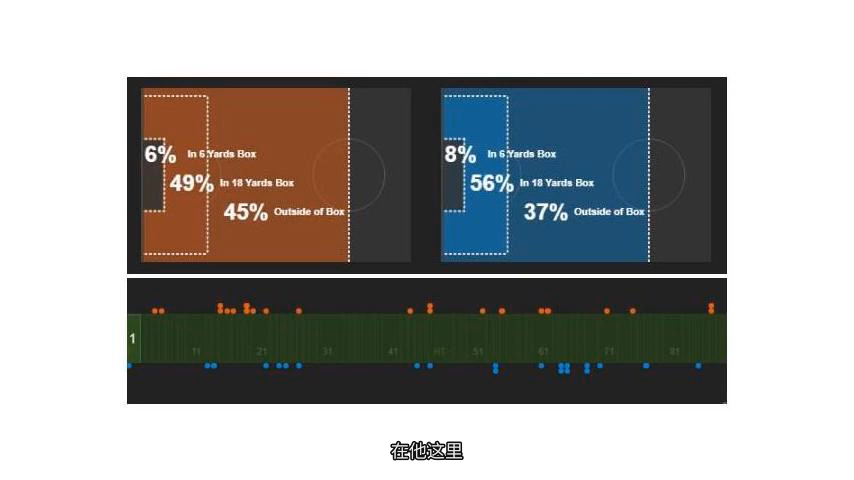 6% In 6 Yards Box
49% In 18 Yards Box
45% Outside of Box
8% In 6 Yards Box
56% In 18 Yards Box
37% Outside of Box
1
11 21 31 41 HT 51 61 71 81
在他这里